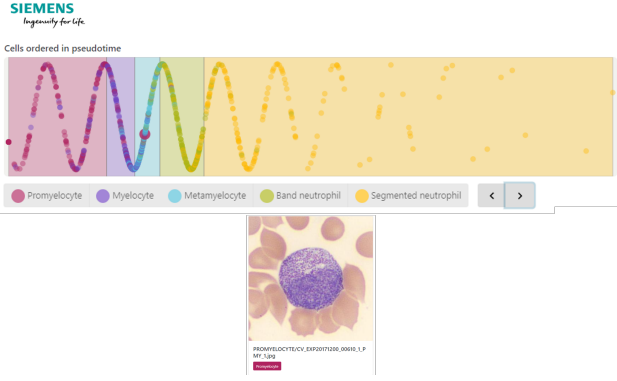 SIEMENS
Ingenuity for life
Cells ordered in pseudotime
Promyelocyte Myelocyte Metamyelocyte Band neutrophil Segmented neutrophil
PROMYELOCYTE/CV_EXP20171200_00610_1_P
MY_1.jpg
Promyelocyte